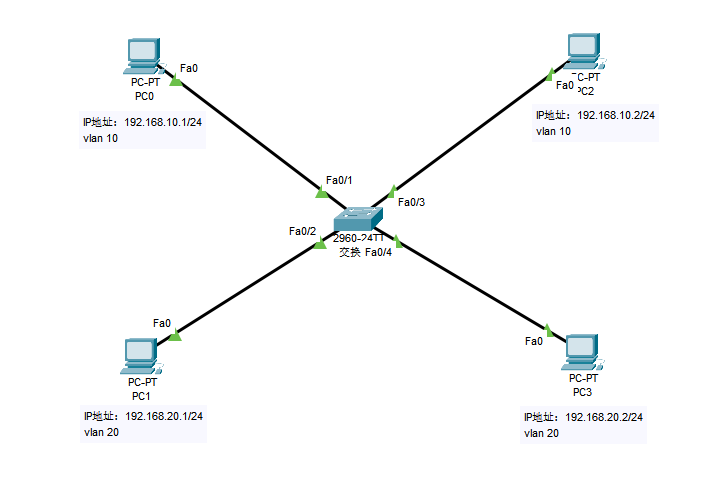 Fa0
PC-PT
PC0
IP地址：192.168.10.1/24
vlan 10
PC-PT
Fa0
PC2
IP地址：192.168.10.2/24
vlan 10
Fa0/1
Fa0/3
Fa0/2
2960-24TT
交换 Fa0/4
Fa0
PC-PT
PC1
IP地址：192.168.20.1/24
vlan 20
Fa0
PC-PT
PC3
IP地址：192.168.20.2/24
vlan 20